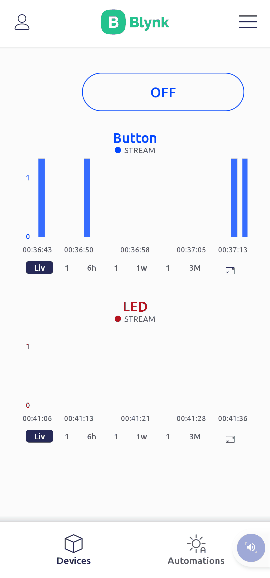 B Blynk
OFF
Button
STREAM
1
0
00:36:43 00:36:50 00:36:58 00:37:05 00:37:13
Liv 1 6h 1 1w 1 3M
LED
STREAM
1
0
00:41:06 00:41:13 00:41:21 00:41:28 00:41:36
Liv 1 6h 1 1w 1 3M
Devices Automations